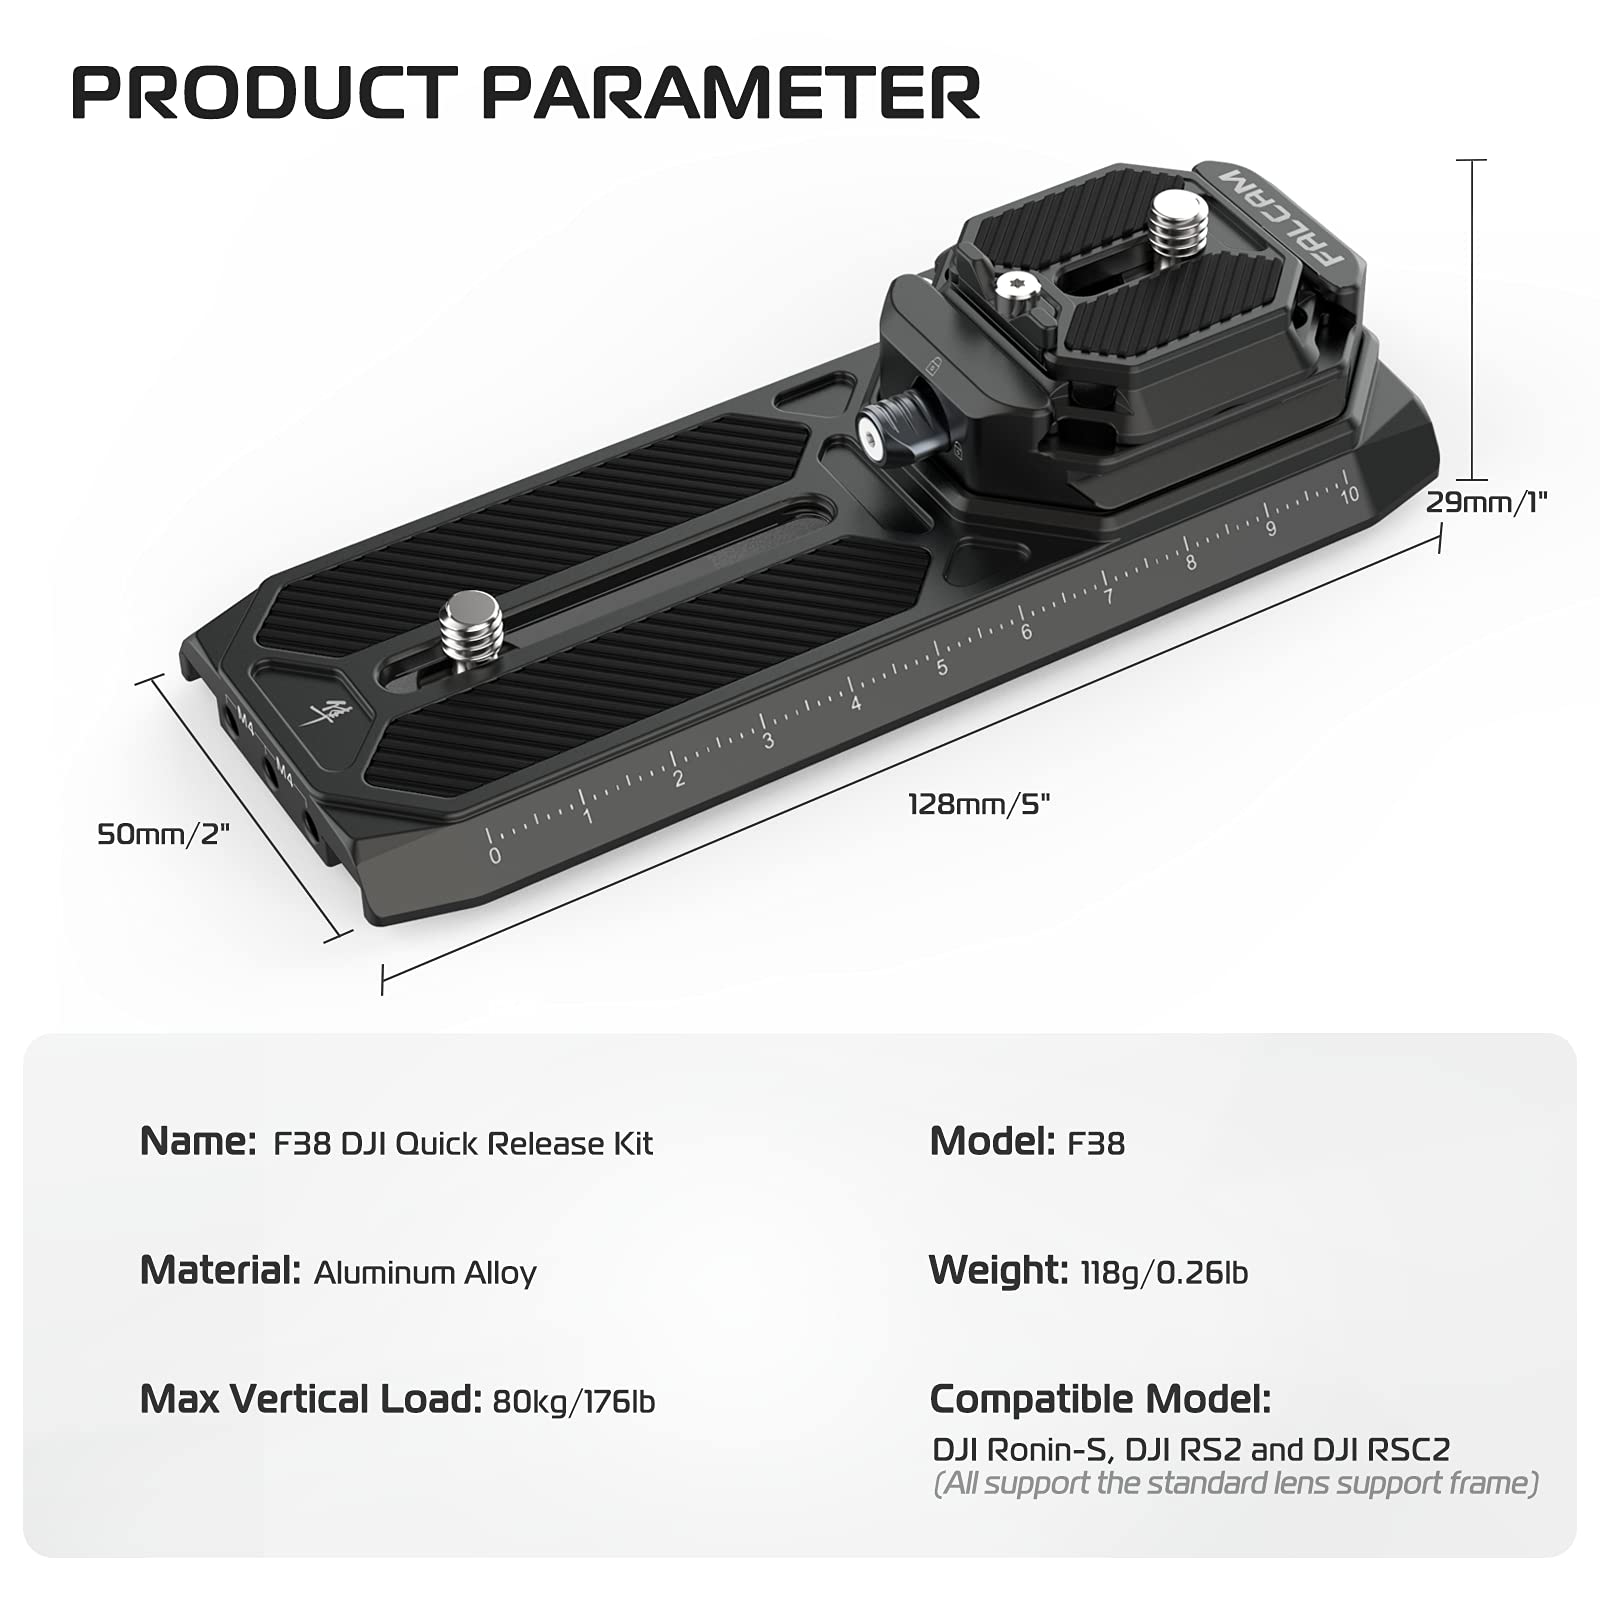 PRODUCT PARAMETER
FALCAM
29mm/1"
10
9
8
7
6
5
4
3
2
1
0
隼
M4
M4
128mm/5"
50mm/2"
Name: F38 DJI Quick Release Kit
Model: F38
Material: Aluminum Alloy
Weight: 118g/0.26lb
Max Vertical Load: 80kg/176lb
Compatible Model:
DJI Ronin-S, DJI RS2 and DJI RSC2
(All support the standard lens support frame)